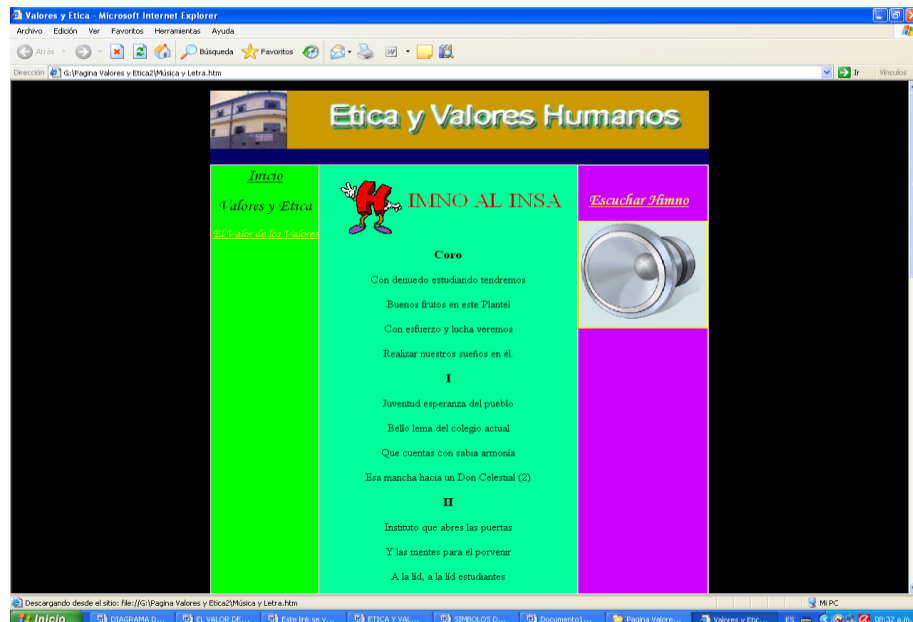 Valores y Etica - Microsoft Internet Explorer
Archivo Edición Ver Favoritos Herramientas Ayuda
Atrás Búsqueda Favoritos
Dirección G:\Pagina Valores y Etica2\Música y Letra.htm Ir Vínculos
Etica y Valores Humanos
Inicio
Valores y Etica
El Valor de los Valores
HIMNO AL INSA
Coro
Con denuedo estudiando tendremos
Buenos frutos en este Plantel
Con esfuerzo y lucha veremos
Realizar nuestros sueños en él.
I
Juventud esperanza del pueblo
Bello lema del colegio actual
Que cuentas con sabia armonía
Esa mancha hacia un Don Celestial (2)
II
Instituto que abres las puertas
Y las mentes para el porvenir
A la lid, a la lid estudiantes
Escuchar Himno
Descargando desde el sitio: file://G:\Pagina Valores y Etica2\Música y Letra.htm Mi PC
Inicio DIAGRAMA D... EL VALOR DE... Este link se v... ETICA Y VAL... SIMBOLOS D... Documento1... Pagina Valore... Valores y Etic... ES 08:32 a.m.